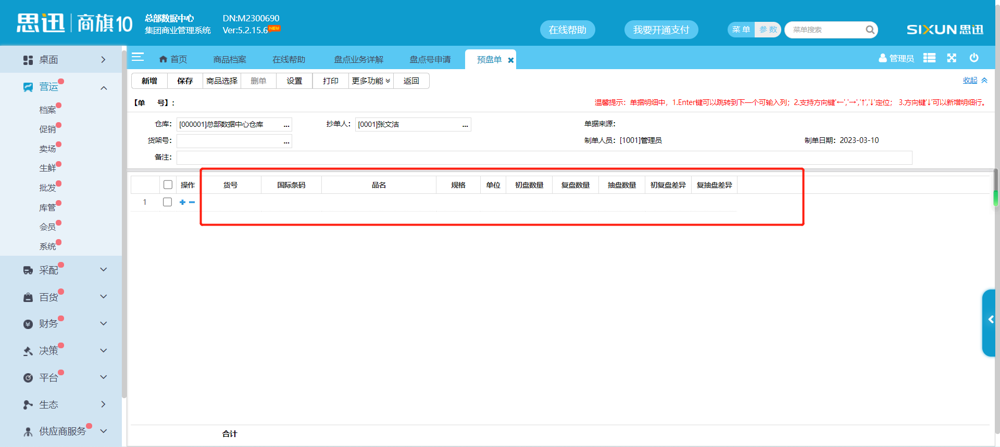 思迅 商旗10
总部数据中心 DN:M2300690
集团商业管理系统 Ver:5.2.15.6 NEW
在线帮助 我要开通支付 菜单 参数 菜单搜索 SIXUN思迅
首页 商品档案 在线帮助 盘点业务详解 盘点号申请 预盘单 管理员
新增 保存 商品选择 删单 设置 打印 更多功能 返回 收起
【单 号】:
温馨提示：单据明细中，1.Enter键可以跳转到下一个可输入列；2.支持方向键'←','→','↑','↓'定位； 3.方向键'↓'可以新增明细行。
仓库： [000001]总部数据中心仓库 ... 抄单人： [0001]张文洁 ... 单据来源：
货架号： ... 制单人员：[1001]管理员 制单日期：2023-03-10
备注：
操作 货号 国际条码 品名 规格 单位 初盘数量 复盘数量 抽盘数量 初复盘差异 复抽盘差异
1
合计
桌面
营运
档案
促销
卖场
生鲜
批发
库管
会员
系统
采配
百货
财务
决策
平台
生态
供应商服务